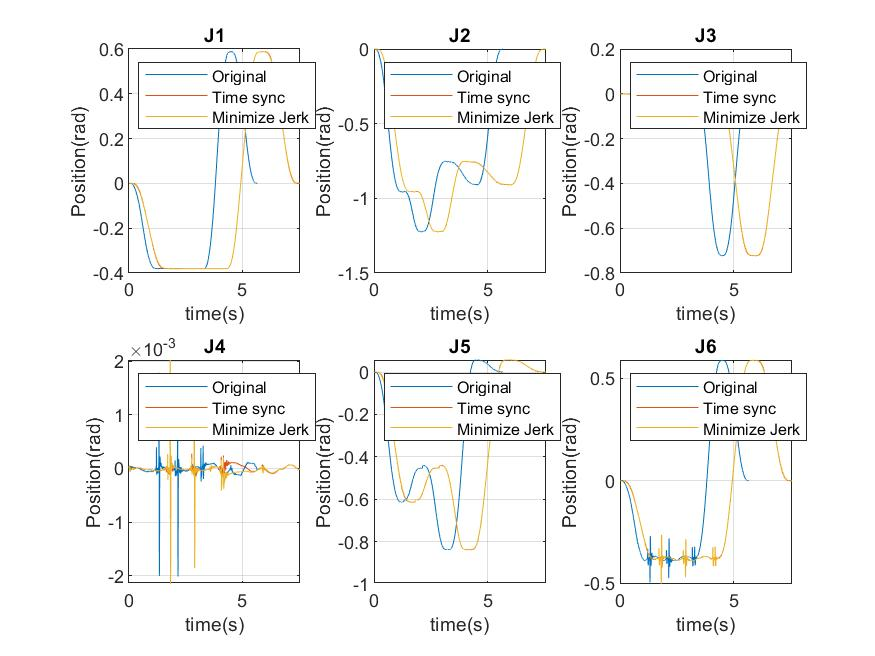 J1
0.6
0.4
0.2
0
-0.2
-0.4
0
5
time(s)
Position(rad)
Original
Time sync
Minimize Jerk
J2
0
-0.5
-1
-1.5
0
5
time(s)
Position(rad)
Original
Time sync
Minimize Jerk
J3
0.2
0
-0.2
-0.4
-0.6
-0.8
0
5
time(s)
Position(rad)
Original
Time sync
Minimize Jerk
J4
×10-3
2
1
0
-1
-2
0
5
time(s)
Position(rad)
Original
Time sync
Minimize Jerk
J5
0
-0.2
-0.4
-0.6
-0.8
-1
0
5
time(s)
Position(rad)
Original
Time sync
Minimize Jerk
J6
0.5
0
-0.5
0
5
time(s)
Position(rad)
Original
Time sync
Minimize Jerk